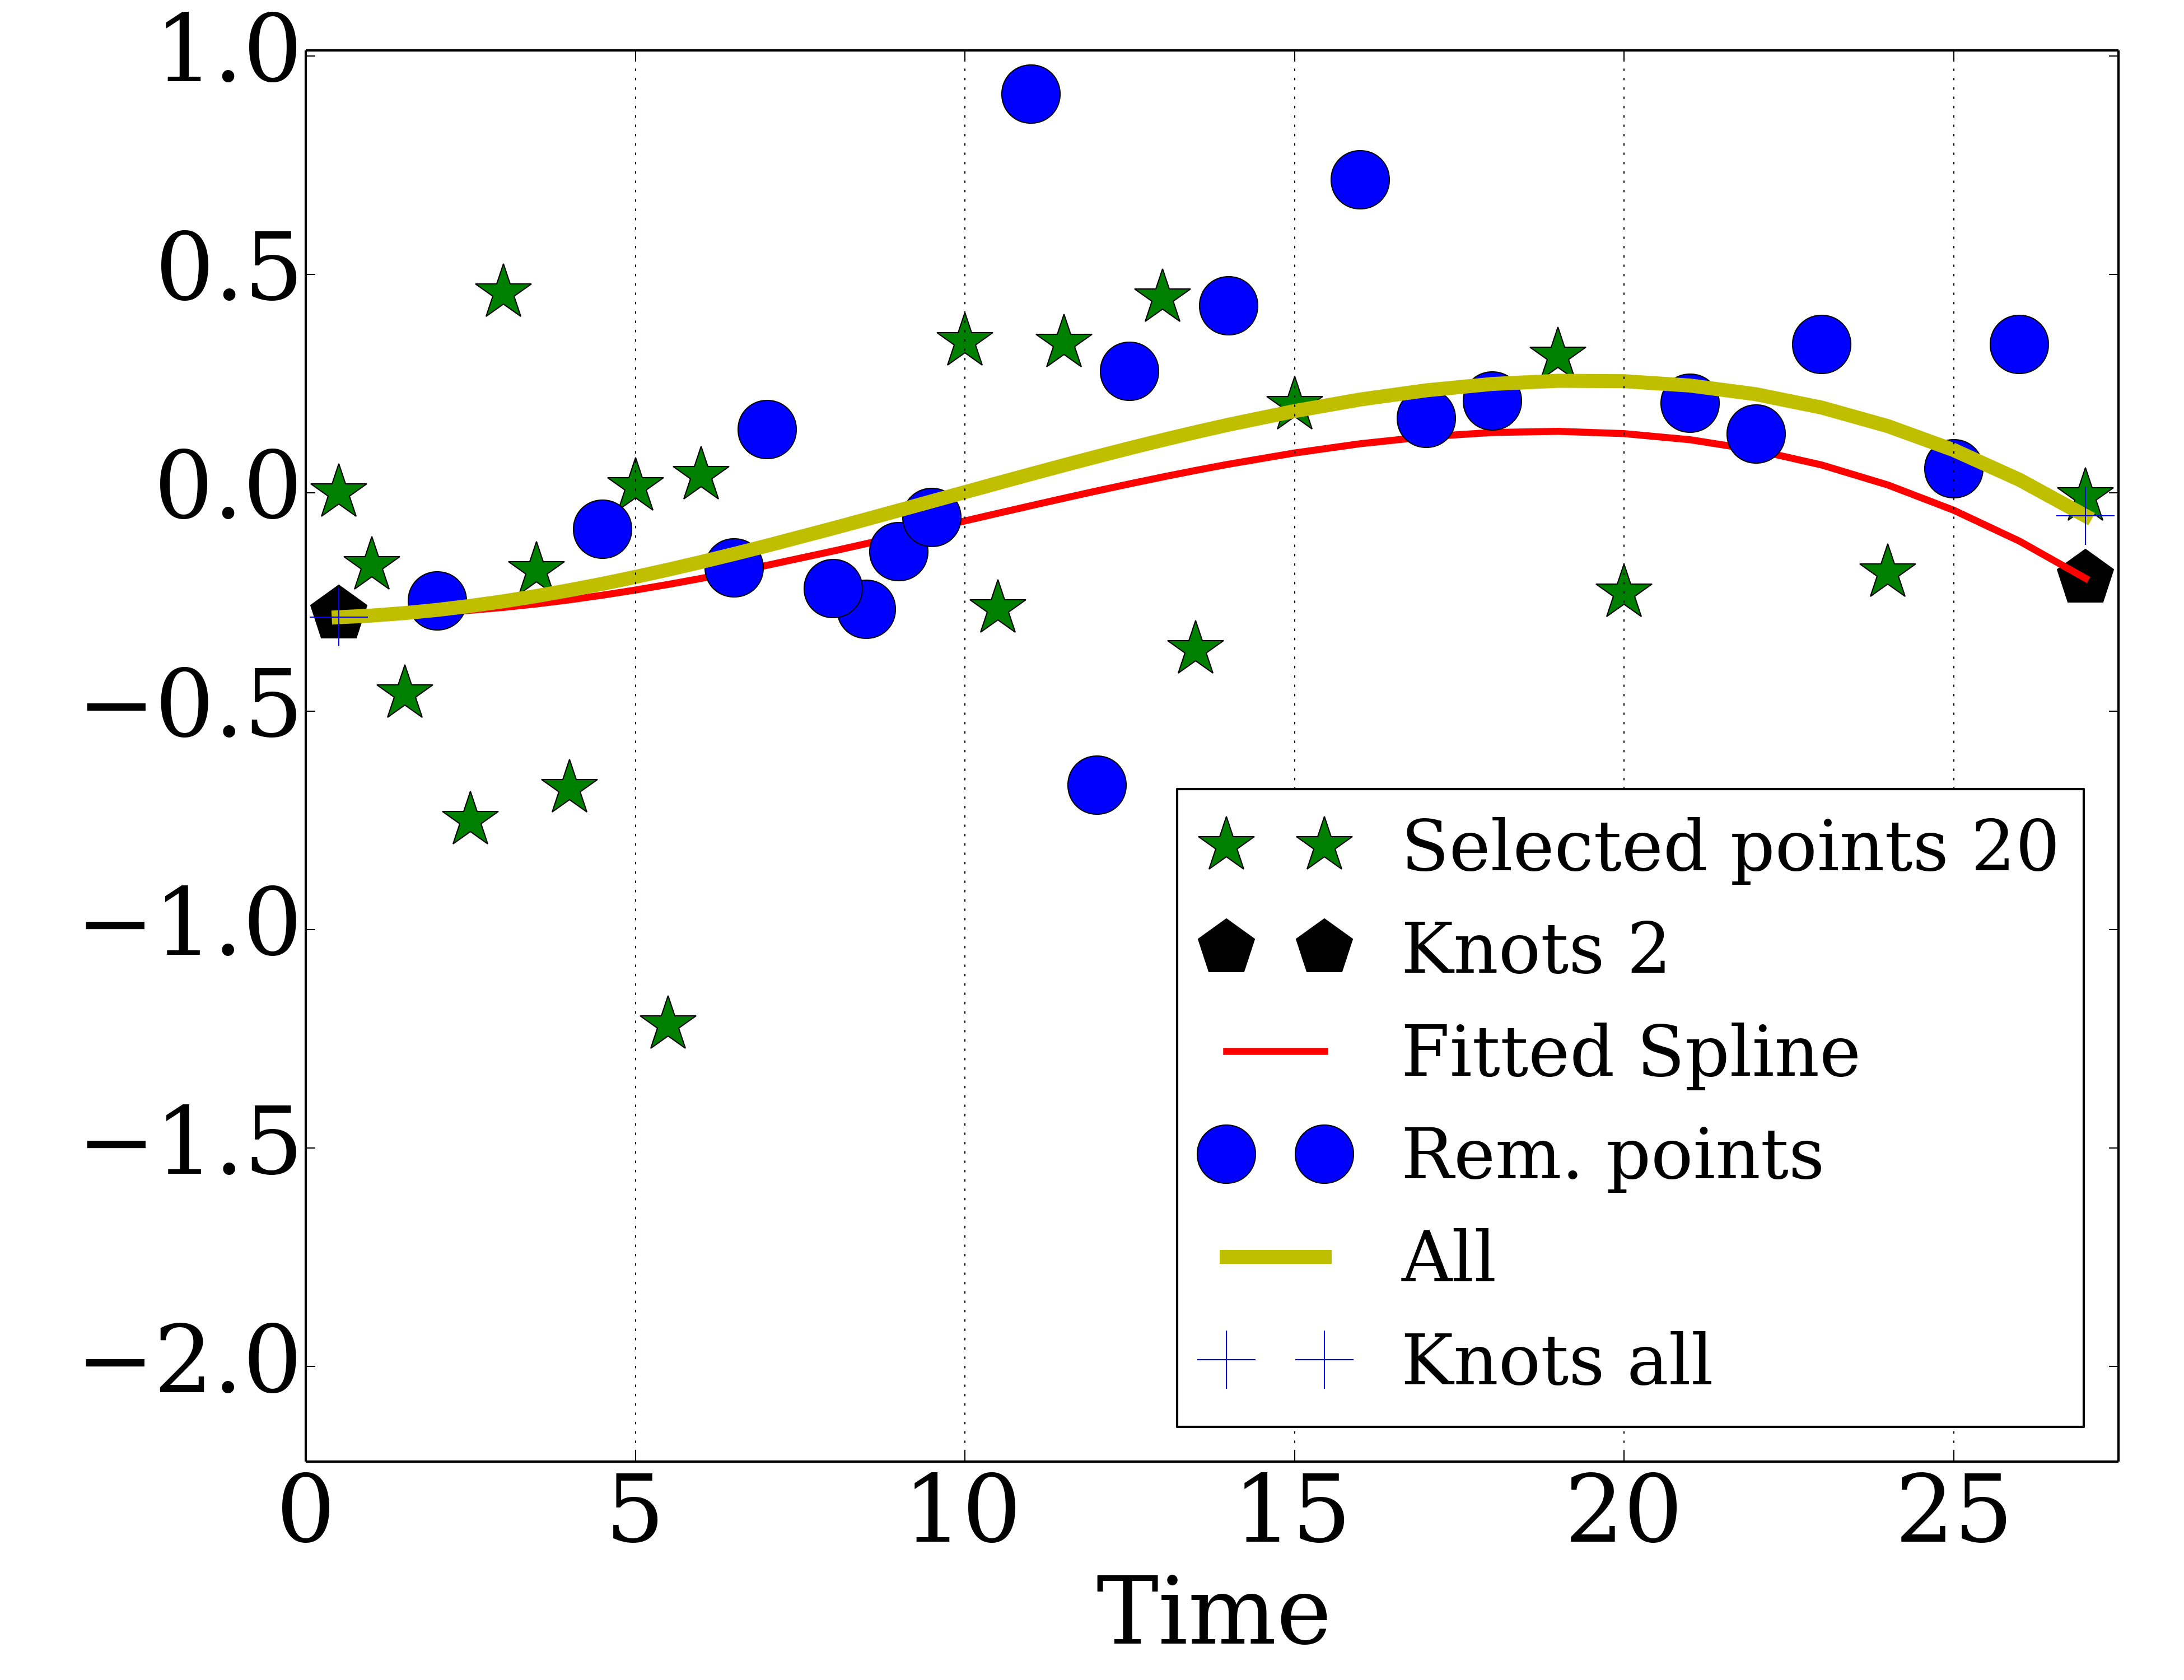 1.0
0.5
0.0
−0.5
−1.0
−1.5
−2.0
Selected points 20
Knots 2
Fitted Spline
Rem. points
All
Knots all
0 5 10 15 20 25
Time